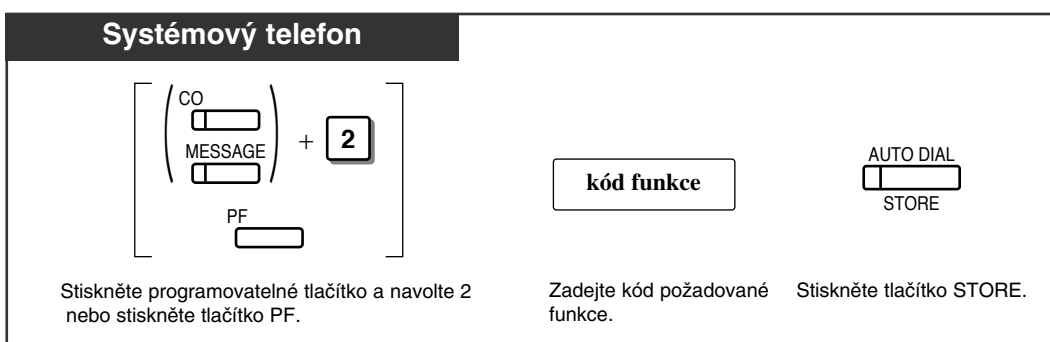 Systémový telefon
CO
MESSAGE
+ 2
PF
kód funkce
AUTO DIAL
STORE
Stiskněte programovatelné tlačítko a navolte 2
nebo stiskněte tlačítko PF.
Zadejte kód požadované
funkce.
Stiskněte tlačítko STORE.